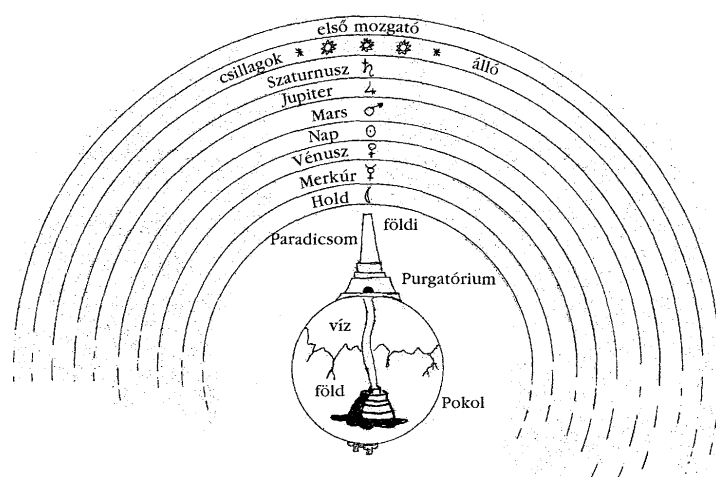 első mozgató
csillagok álló
Szaturnusz
Jupiter
Mars
Nap
Vénusz
Merkúr
Hold
földi
Paradicsom
Purgatórium
víz
föld
Pokol